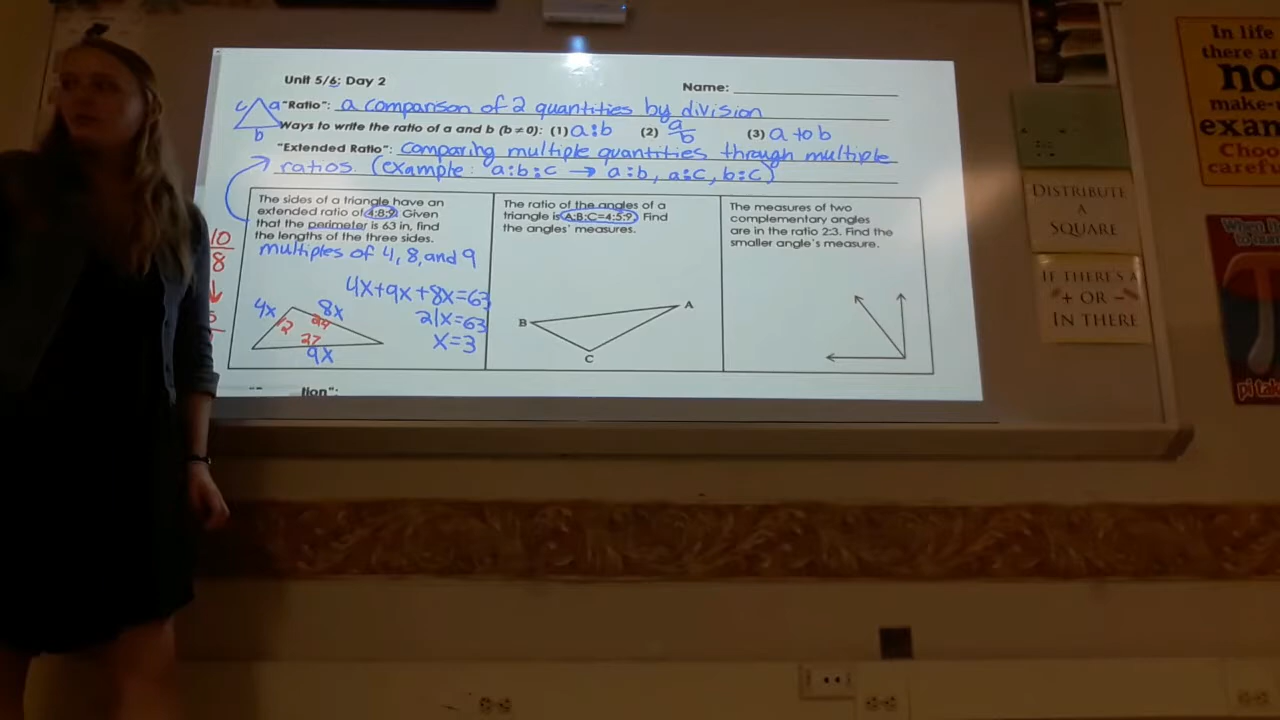 Unit 5/6: Day 2
Name:
"Ratio": a comparison of 2 quantities by division
c a
b
Ways to write the ratio of a and b (b ≠ 0): (1) a:b (2) a/b (3) a to b
"Extended Ratio": comparing multiple quantities through multiple
ratios. (example: a:b:c → a:b, a:c, b:c)
The sides of a triangle have an
extended ratio of 4:8:9. Given
that the perimeter is 63 in, find
the lengths of the three sides.
multiples of 4, 8, and 9
4x+9x+8x=63
21x=63
x=3
4x 8x
27
9x
10
8
The ratio of the angles of a
triangle is A:B:C=4:5:9. Find
the angles' measures.
A
B
C
The measures of two
complementary angles
are in the ratio 2:3. Find the
smaller angle's measure.
tion":
DISTRIBUTE
A
SQUARE
IF THERE'S A
+ OR -
IN THERE
In life
there ar
no
make-
exam
Choo
carefu
When
pi tak